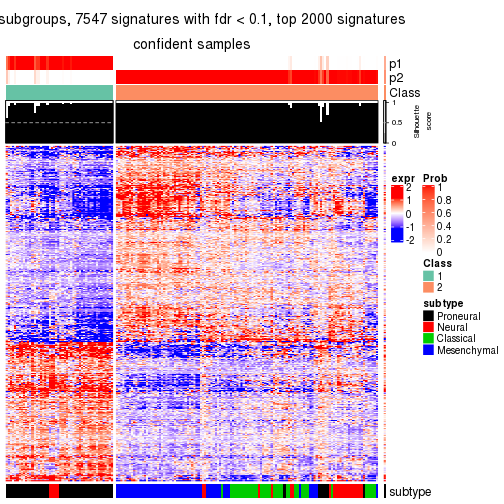 subgroups, 7547 signatures with fdr < 0.1, top 2000 signatures
confident samples
p1
p2
Class
1
0.5
0
Silhouette
score
expr
2
1
0
-1
-2
Prob
1
0.8
0.6
0.4
0.2
0
Class
1
2
subtype
Proneural
Neural
Classical
Mesenchymal
subtype